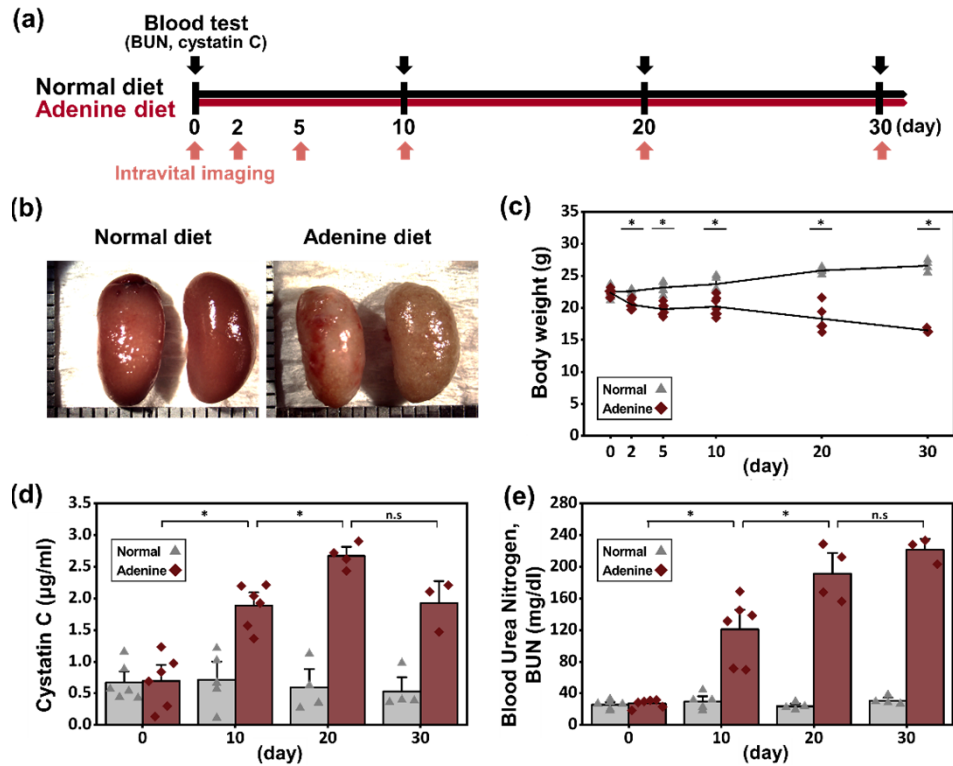 (a)
Blood test
(BUN, cystatin C)
Normal diet
Adenine diet
0 2 5 10 20 30 (day)
Intravital imaging
(b)
Normal diet Adenine diet
(c)
Body weight (g)
35
30
25
20
15
10
5
0
* * * * *
Normal
Adenine
0 2 5 10 20 30
(day)
(d)
Cystatin C (μg/ml)
3.5
3.0
2.5
2.0
1.5
1.0
0.5
0.0
* * n.s
Normal
Adenine
0 10 20 30
(day)
(e)
Blood Urea Nitrogen,
BUN (mg/dl)
280
240
200
160
120
80
40
0
* * n.s
Normal
Adenine
0 10 20 30
(day)